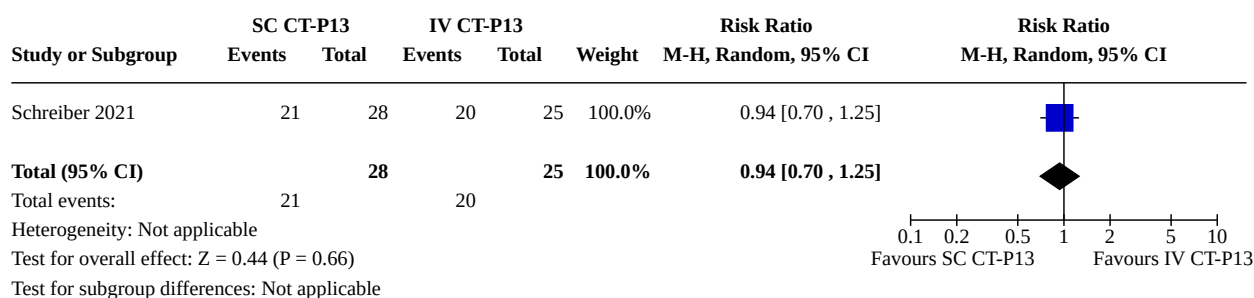 SC CT-P13 IV CT-P13 Risk Ratio Risk Ratio
Study or Subgroup Events Total Events Total Weight M-H, Random, 95% CI M-H, Random, 95% CI
Schreiber 2021 21 28 20 25 100.0% 0.94 [0.70 , 1.25]
Total (95% CI) 28 25 100.0% 0.94 [0.70 , 1.25]
Total events: 21 20
Heterogeneity: Not applicable
0.1 0.2 0.5 1 2 5 10
Test for overall effect: Z = 0.44 (P = 0.66) Favours SC CT-P13 Favours IV CT-P13
Test for subgroup differences: Not applicable